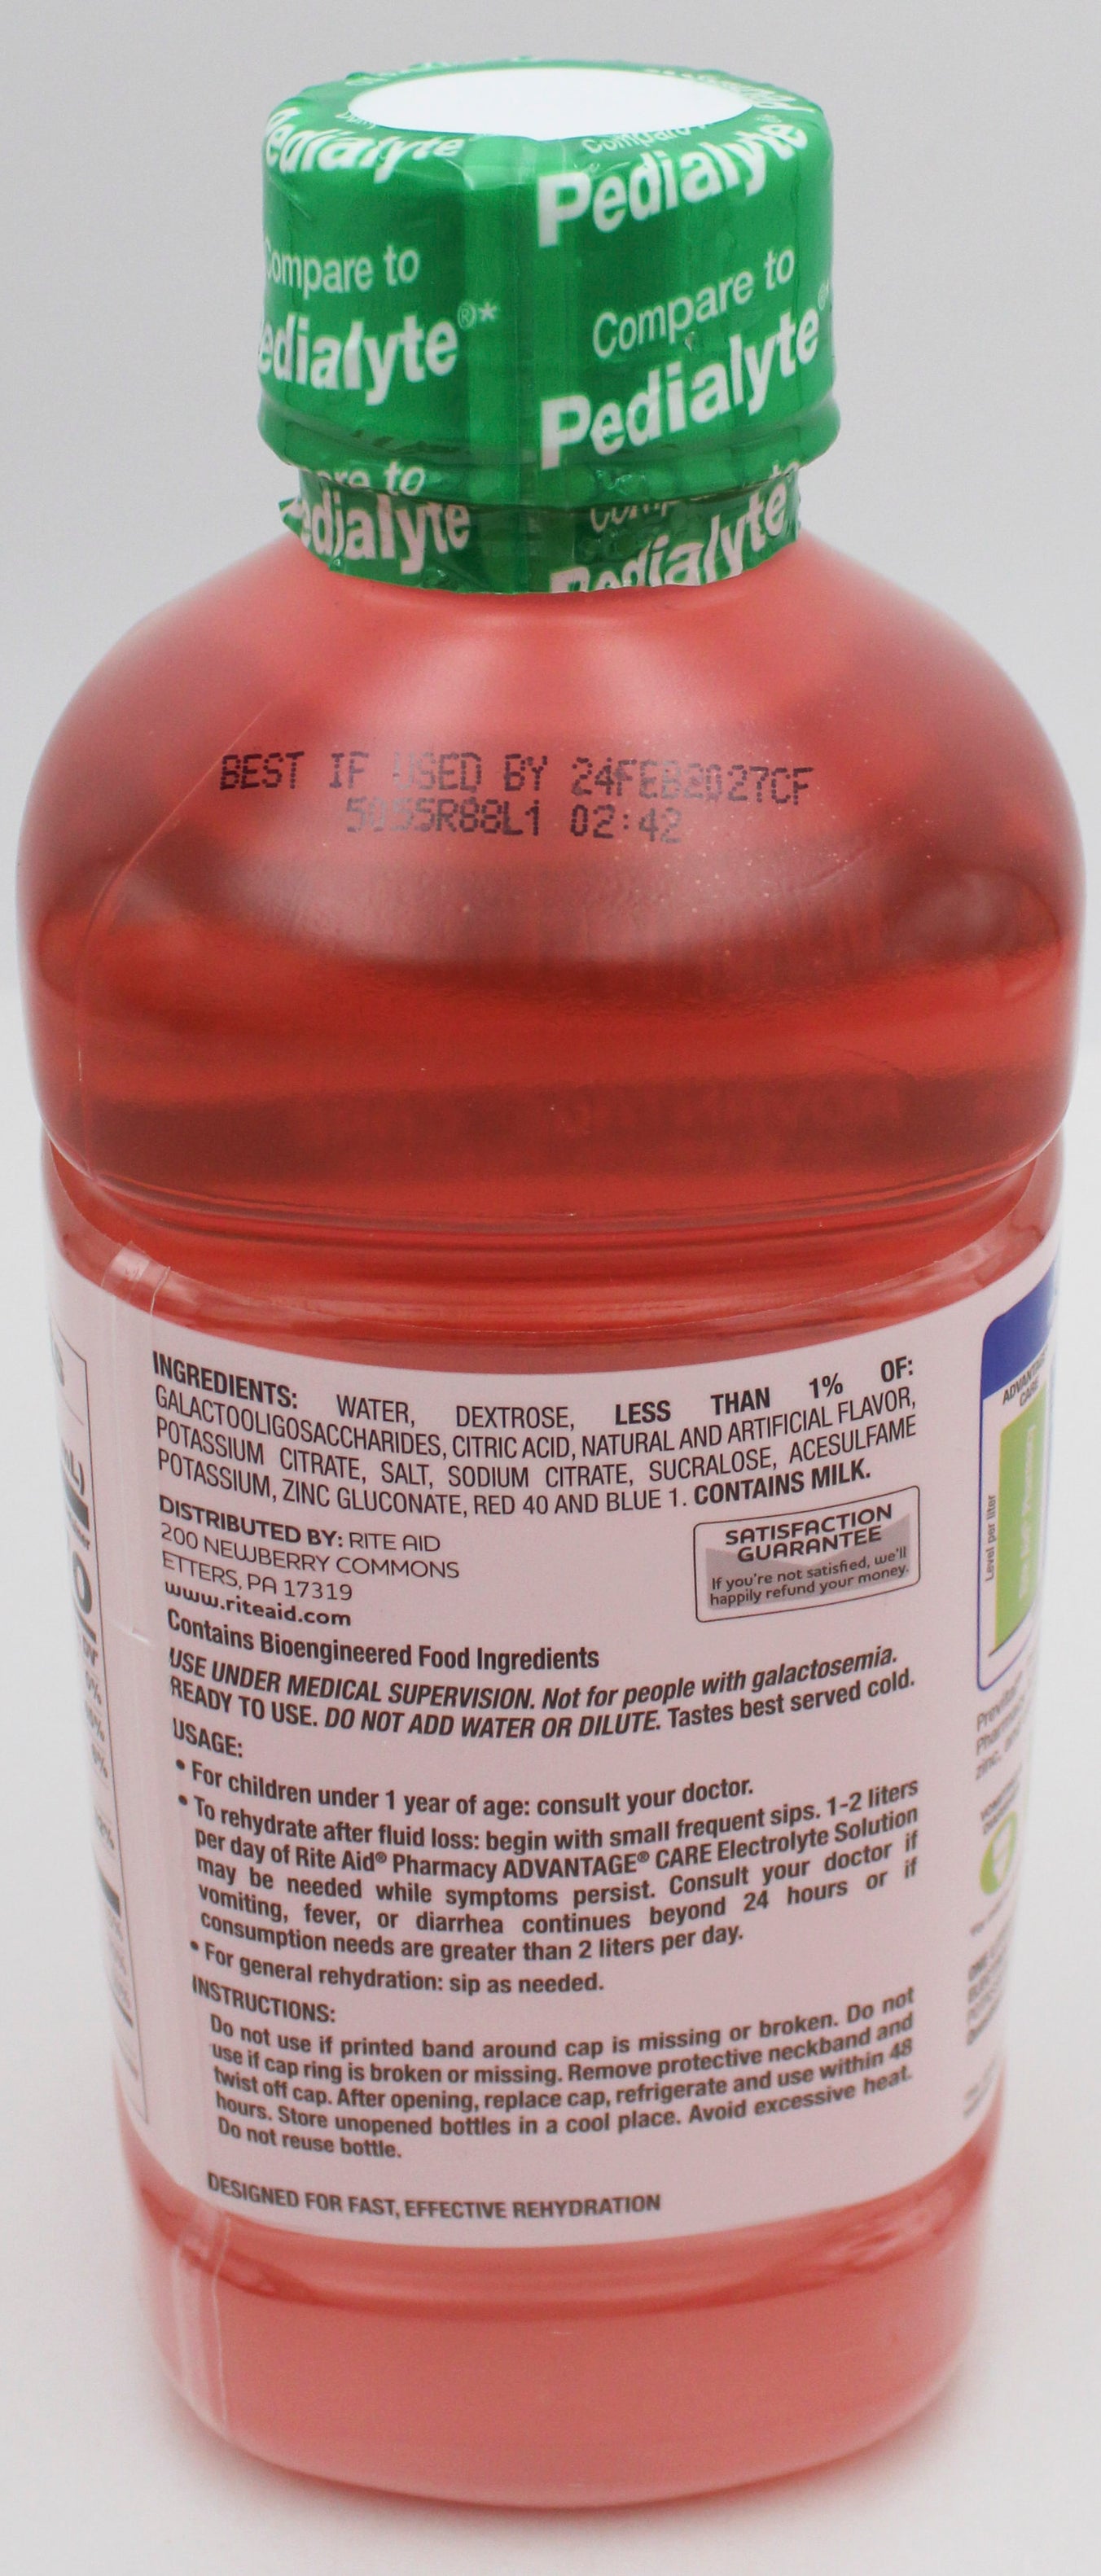 Pedialyte
Compare to
Pedialyte
Compare to
Pedialyte®*
Compare to
Pedialyte®*
to
BEST IF USED BY 24FEB2027CF
5055R88L1 02:42
INGREDIENTS: WATER, DEXTROSE, LESS THAN 1% OF:
GALACTOOLIGOSACCHARIDES, CITRIC ACID, NATURAL AND ARTIFICIAL FLAVOR,
POTASSIUM CITRATE, SALT, SODIUM CITRATE, SUCRALOSE, ACESULFAME
POTASSIUM, ZINC GLUCONATE, RED 40 AND BLUE 1. CONTAINS MILK.
DISTRIBUTED BY: RITE AID
200 NEWBERRY COMMONS
ETTERS, PA 17319
www.riteaid.com
SATISFACTION
GUARANTEE
If you're not satisfied, we'll
happily refund your money.
Contains Bioengineered Food Ingredients
USE UNDER MEDICAL SUPERVISION. Not for people with galactosemia.
READY TO USE. DO NOT ADD WATER OR DILUTE. Tastes best served cold.
USAGE:
• For children under 1 year of age: consult your doctor.
• To rehydrate after fluid loss: begin with small frequent sips. 1-2 liters
per day of Rite Aid® Pharmacy ADVANTAGE® CARE Electrolyte Solution
may be needed while symptoms persist. Consult your doctor if
vomiting, fever, or diarrhea continues beyond 24 hours or if
consumption needs are greater than 2 liters per day.
• For general rehydration: sip as needed.
INSTRUCTIONS:
Do not use if printed band around cap is missing or broken. Do not
use if cap ring is broken or missing. Remove protective neckband and
twist off cap. After opening, replace cap, refrigerate and use within 48
hours. Store unopened bottles in a cool place. Avoid excessive heat.
Do not reuse bottle.
DESIGNED FOR FAST, EFFECTIVE REHYDRATION
CARE
Level per liter